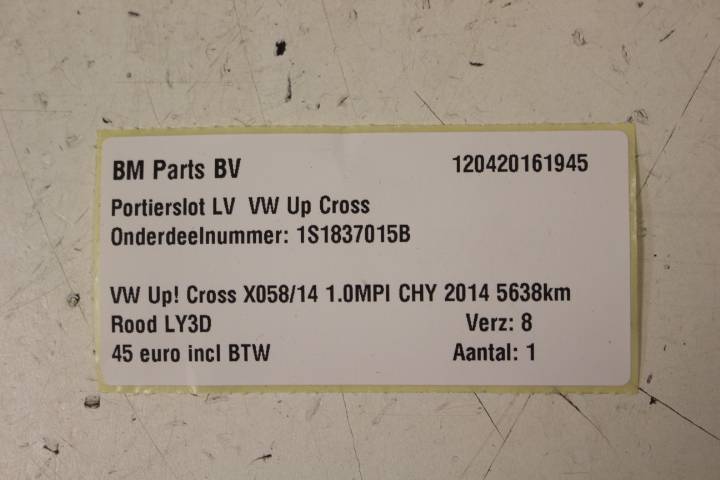 BM Parts BV 120420161945
Portierslot LV VW Up Cross
Onderdeelnummer: 1S1837015B
VW Up! Cross X058/14 1.0MPI CHY 2014 5638km
Rood LY3D Verz: 8
45 euro incl BTW Aantal: 1